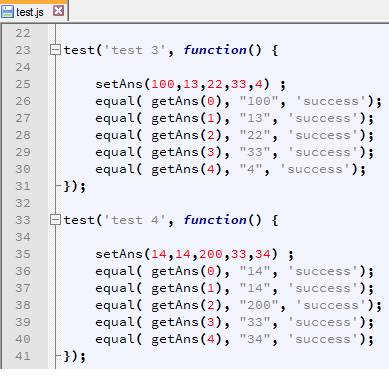 test.js
22
23 test('test 3', function() {
24
25 setAns(100,13,22,33,4) ;
26 equal( getAns(0), "100", 'success');
27 equal( getAns(1), "13", 'success');
28 equal( getAns(2), "22", 'success');
29 equal( getAns(3), "33", 'success');
30 equal( getAns(4), "4", 'success');
31 });
32
33 test('test 4', function() {
34
35 setAns(14,14,200,33,34) ;
36 equal( getAns(0), "14", 'success');
37 equal( getAns(1), "14", 'success');
38 equal( getAns(2), "200", 'success');
39 equal( getAns(3), "33", 'success');
40 equal( getAns(4), "34", 'success');
41 });